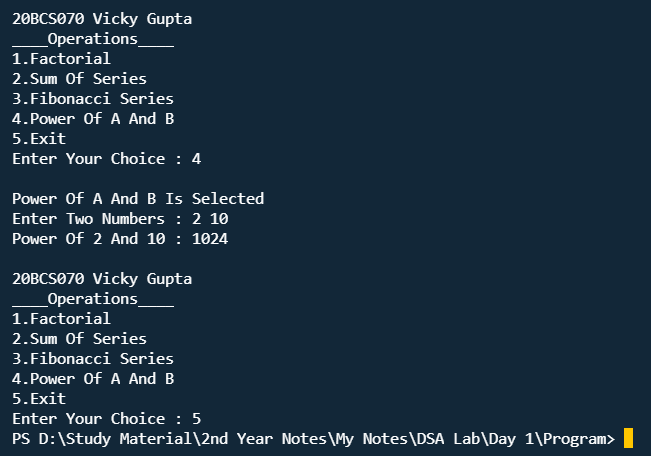 20BCS070 Vicky Gupta
____Operations____
1.Factorial
2.Sum Of Series
3.Fibonacci Series
4.Power Of A And B
5.Exit
Enter Your Choice : 4
Power Of A And B Is Selected
Enter Two Numbers : 2 10
Power Of 2 And 10 : 1024
20BCS070 Vicky Gupta
____Operations____
1.Factorial
2.Sum Of Series
3.Fibonacci Series
4.Power Of A And B
5.Exit
Enter Your Choice : 5
PS D:\Study Material\2nd Year Notes\My Notes\DSA Lab\Day 1\Program>